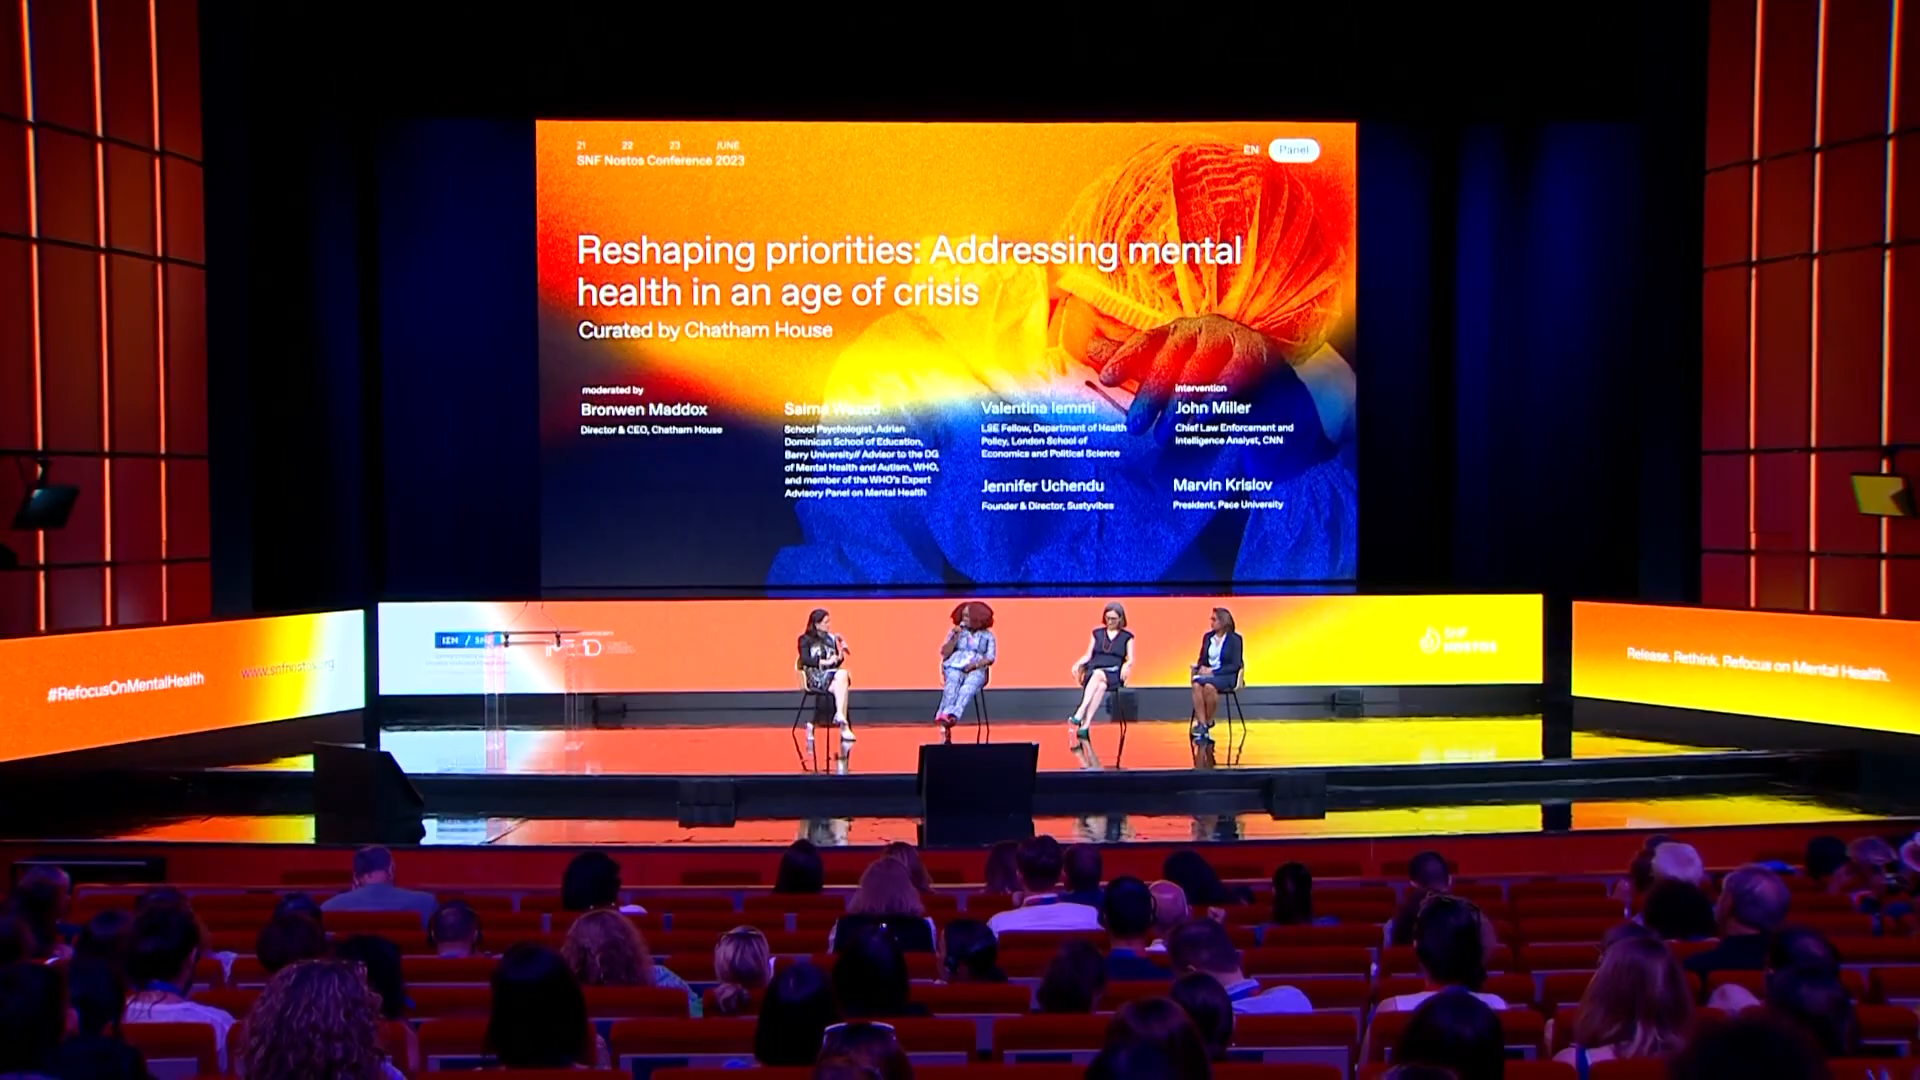 21 22 23 JUNE
SNF Nostos Conference 2023
EN Panel
Reshaping priorities: Addressing mental
health in an age of crisis
Curated by Chatham House
moderated by
Bronwen Maddox
Director & CEO, Chatham House
Saima Wazed
School Psychologist, Adrian
Dominican School of Education,
Barry University// Advisor to the DG
of Mental Health and Autism, WHO,
and member of the WHO's Expert
Advisory Panel on Mental Health
Valentina Iemmi
LSE Fellow, Department of Health
Policy, London School of
Economics and Political Science
Jennifer Uchendu
Founder & Director, Sustyvibes
intervention
John Miller
Chief Law Enforcement and
Intelligence Analyst, CNN
Marvin Krislov
President, Pace University
#RefocusOnMentalHealth
www.snfnostos.org
SNF
NOSTOS
Release. Rethink. Refocus on Mental Health.